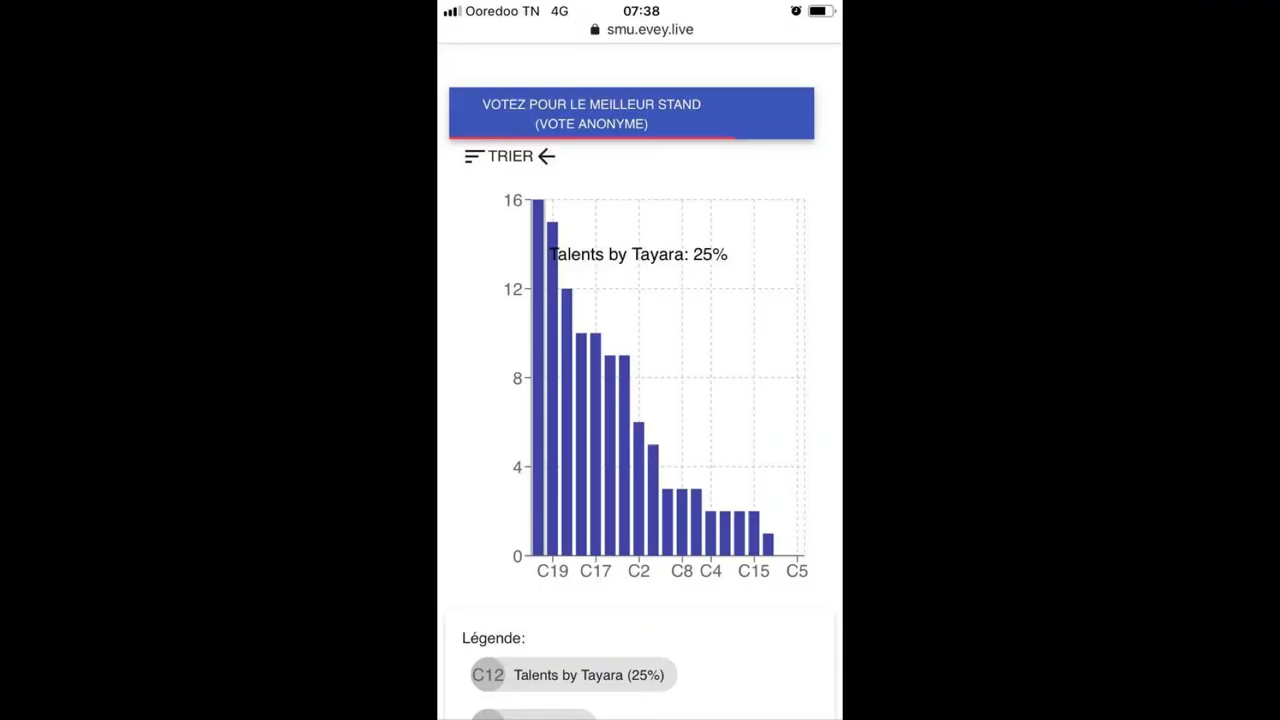 Ooredoo TN 4G 07:38
smu.evey.live
VOTEZ POUR LE MEILLEUR STAND
(VOTE ANONYME)
TRIER
16
Talents by Tayara: 25%
12
8
4
0
C19 C17 C2 C8 C4 C15 C5
Légende:
C12 Talents by Tayara (25%)